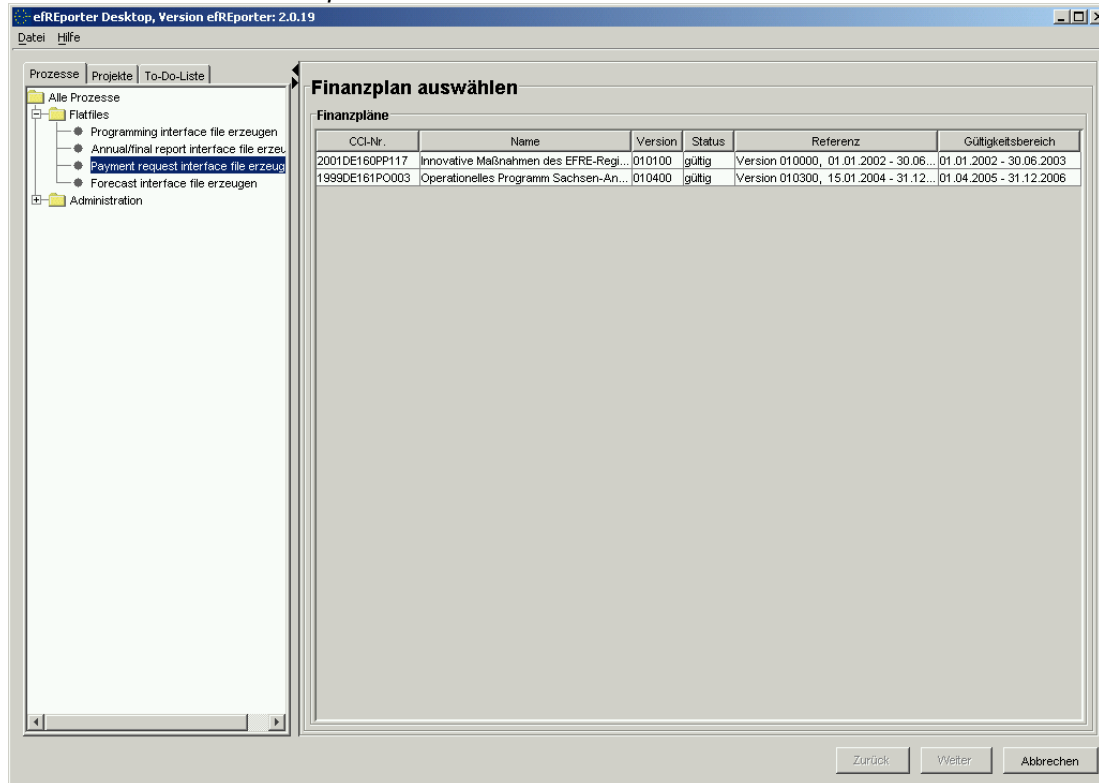 efREporter Desktop, Version efREporter: 2.0.19
Datei Hilfe
Prozesse Projekte To-Do-Liste
Alle Prozesse
Flatfiles
Programming interface file erzeugen
Annual/final report interface file erzeu
Payment request interface file erzeug
Forecast interface file erzeugen
Administration
Finanzplan auswählen
Finanzpläne
CCI-Nr. Name Version Status Referenz Gültigkeitsbereich
2001DE160PP117 Innovative Maßnahmen des EFRE-Regi... 010100 gültig Version 010000, 01.01.2002 - 30.06... 01.01.2002 - 30.06.2003
1999DE161PO003 Operationelles Programm Sachsen-An... 010400 gültig Version 010300, 15.01.2004 - 31.12... 01.04.2005 - 31.12.2006
Zurück Weiter Abbrechen